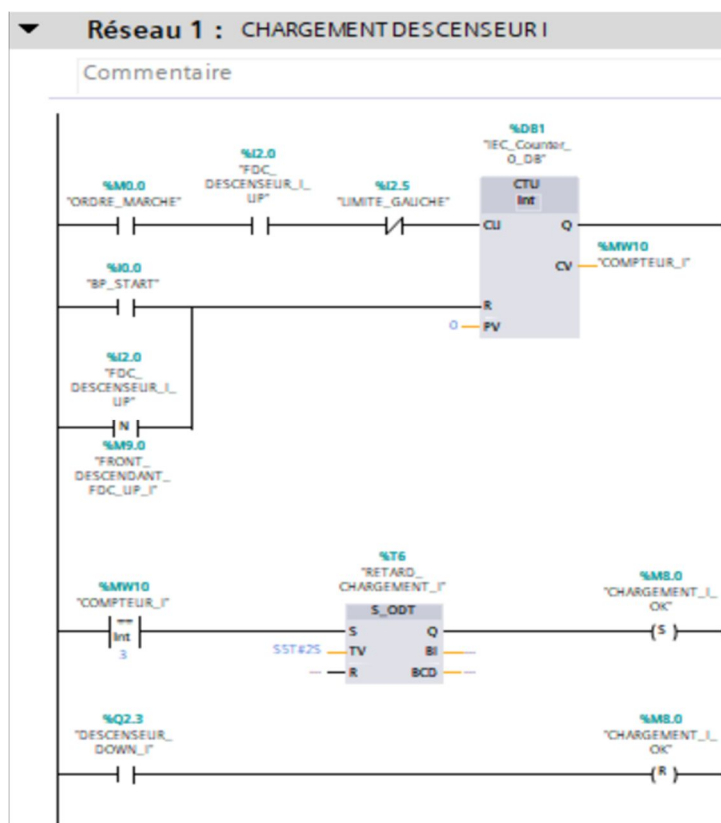 Réseau 1 : CHARGEMENT DESCENSEUR I
Commentaire
%DB1
"IEC_Counter_
0_DB"
%M0.0
"ORDRE_MARCHE"
%I2.0
"FDC_
DESCENSEUR_I_
UP"
%I2.5
"LIMITE_GAUCHE"
CTU
Int
CU Q
CV
%MW10
"COMPTEUR_I"
%I0.0
"BP_START"
R
0 PV
%I2.0
"FDC_
DESCENSEUR_I_
UP"
N
%M9.0
"FRONT_
DESCENDANT_
FDC_UP_I"
%T6
"RETARD_
CHARGEMENT_I"
%MW10
"COMPTEUR_I"
==
Int
3
S_ODT
S Q
S5T#2S TV BI
... R BCD
%M8.0
"CHARGEMENT_I_
OK"
S
%Q2.3
"DESCENSEUR_
DOWN_I"
%M8.0
"CHARGEMENT_I_
OK"
R